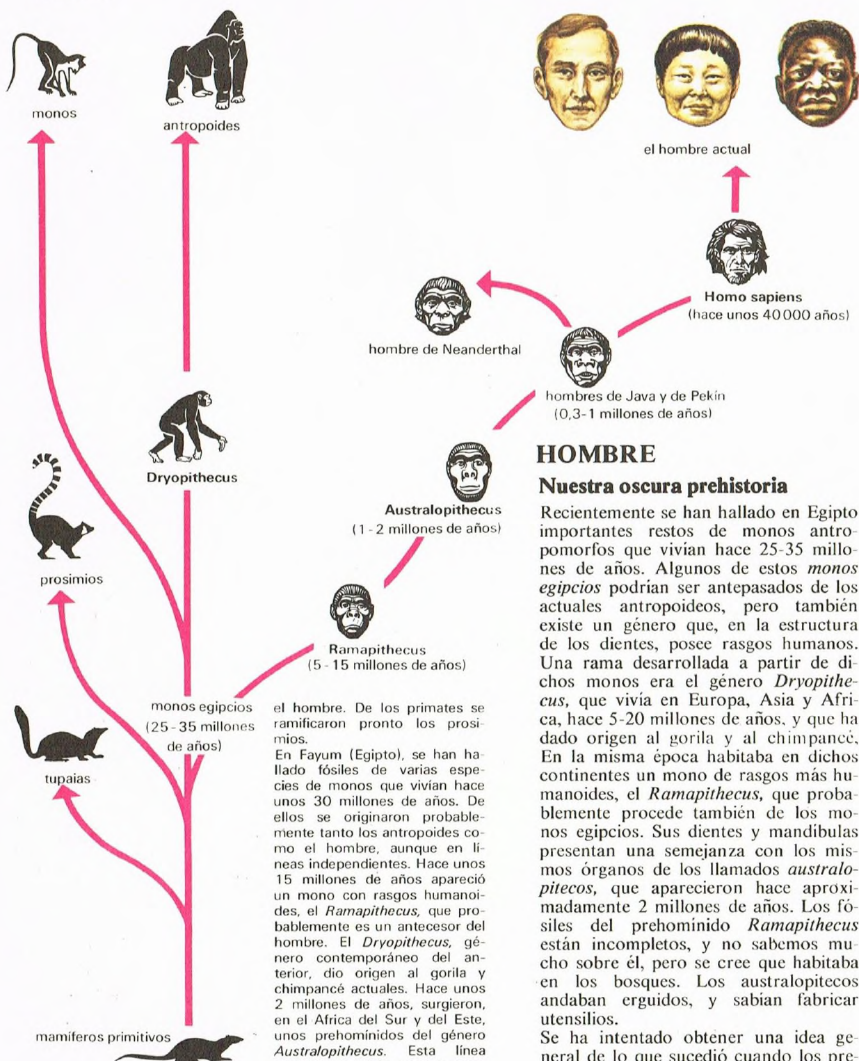 monos
antropoides
el hombre actual
Homo sapiens
(hace unos 40 000 años)
hombre de Neanderthal
hombres de Java y de Pekín
(0,3-1 millones de años)
Dryopithecus
Australopithecus
(1 - 2 millones de años)
prosimios
Ramapithecus
(5 - 15 millones de años)
monos egipcios
(25-35 millones
de años)
tupaias
mamíferos primitivos
el hombre. De los primates se
ramificaron pronto los prosi-
mios.
En Fayum (Egipto), se han ha-
llado fósiles de varias espe-
cies de monos que vivían hace
unos 30 millones de años. De
ellos se originaron probable-
mente tanto los antropoides co-
mo el hombre, aunque en lí-
neas independientes. Hace unos
15 millones de años apareció
un mono con rasgos humanoi-
des, el Ramapithecus, que pro-
bablemente es un antecesor del
hombre. El Dryopithecus, gé-
nero contemporáneo del an-
terior, dio origen al gorila y
chimpancé actuales. Hace unos
2 millones de años, surgieron,
en el Africa del Sur y del Este,
unos prehomínidos del género
Australopithecus. Esta línea
HOMBRE
Nuestra oscura prehistoria
Recientemente se han hallado en Egipto
importantes restos de monos antro-
pomorfos que vivían hace 25-35 millo-
nes de años. Algunos de estos monos
egipcios podrían ser antepasados de los
actuales antropoideos, pero también
existe un género que, en la estructura
de los dientes, posee rasgos humanos.
Una rama desarrollada a partir de di-
chos monos era el género Dryopithe-
cus, que vivía en Europa, Asia y Afri-
ca, hace 5-20 millones de años, y que ha
dado origen al gorila y al chimpancé.
En la misma época habitaba en dichos
continentes un mono de rasgos más hu-
manoides, el Ramapithecus, que proba-
blemente procede también de los mo-
nos egipcios. Sus dientes y mandíbulas
presentan una semejanza con los mis-
mos órganos de los llamados australo-
pitecos, que aparecieron hace aproxi-
madamente 2 millones de años. Los fó-
siles del prehomínido Ramapithecus
están incompletos, y no sabemos mu-
cho sobre él, pero se cree que habitaba
en los bosques. Los australopitecos
andaban erguidos, y sabían fabricar
utensilios.
Se ha intentado obtener una idea ge-
neral de lo que sucedió cuando los pre-